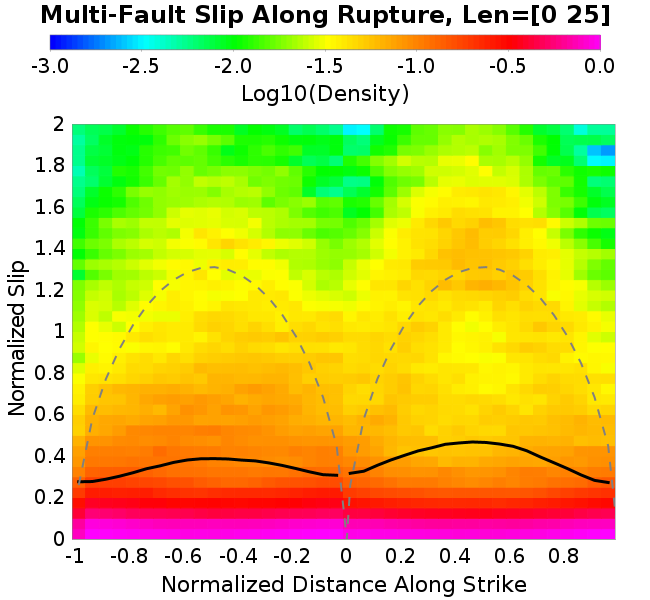 Multi-Fault Slip Along Rupture, Len=[0 25]
-3.0 -2.5 -2.0 -1.5 -1.0 -0.5 0.0
Log10(Density)
2
1.8
1.6
1.4
1.2
1
0.8
0.6
0.4
0.2
0
Normalized Slip
-1 -0.8 -0.6 -0.4 -0.2 0 0.2 0.4 0.6 0.8
Normalized Distance Along Strike